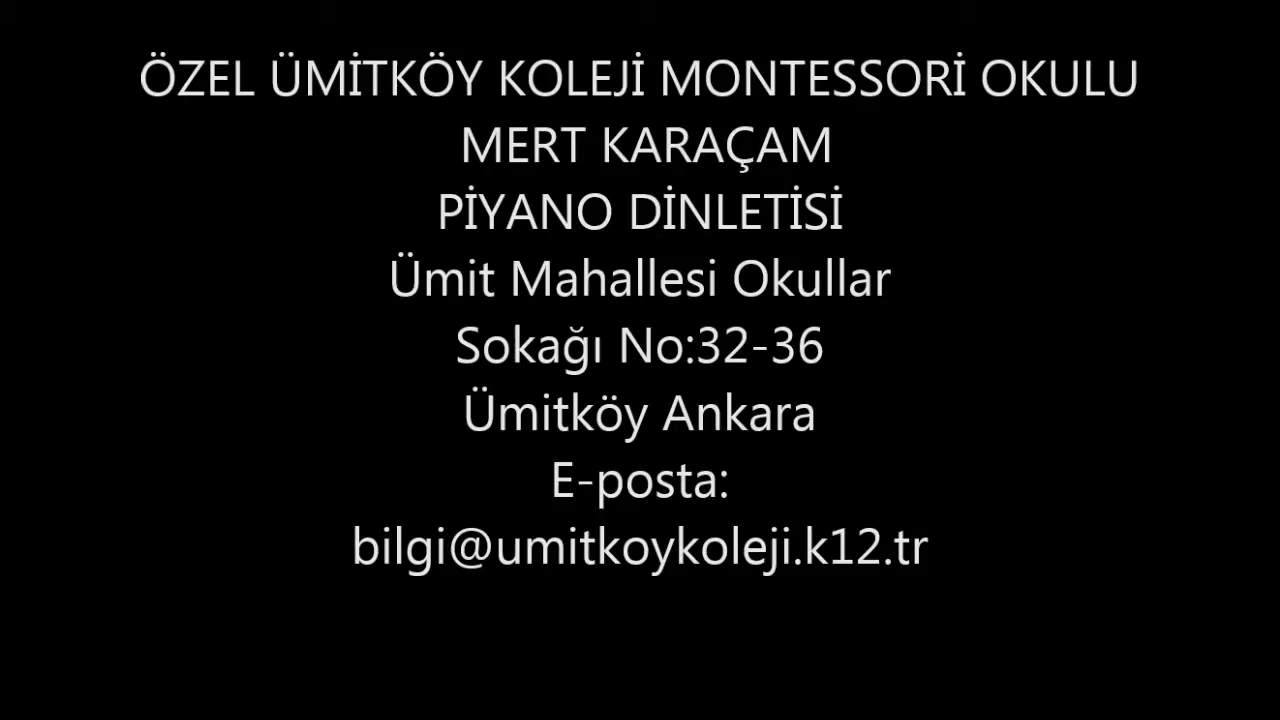 ÖZEL ÜMİTKÖY KOLEJİ MONTESSORİ OKULU
MERT KARAÇAM
PİYANO DİNLETİSİ
Ümit Mahallesi Okullar
Sokağı No:32-36
Ümitköy Ankara
E-posta:
bilgi@umitkoykoleji.k12.tr